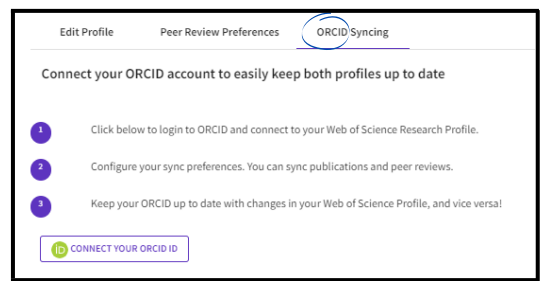 Edit Profile Peer Review Preferences ORCID Syncing
Connect your ORCID account to easily keep both profiles up to date
1 Click below to login to ORCID and connect to your Web of Science Research Profile.
2 Configure your sync preferences. You can sync publications and peer reviews.
3 Keep your ORCID up to date with changes in your Web of Science Profile, and vice versa!
iD CONNECT YOUR ORCID ID